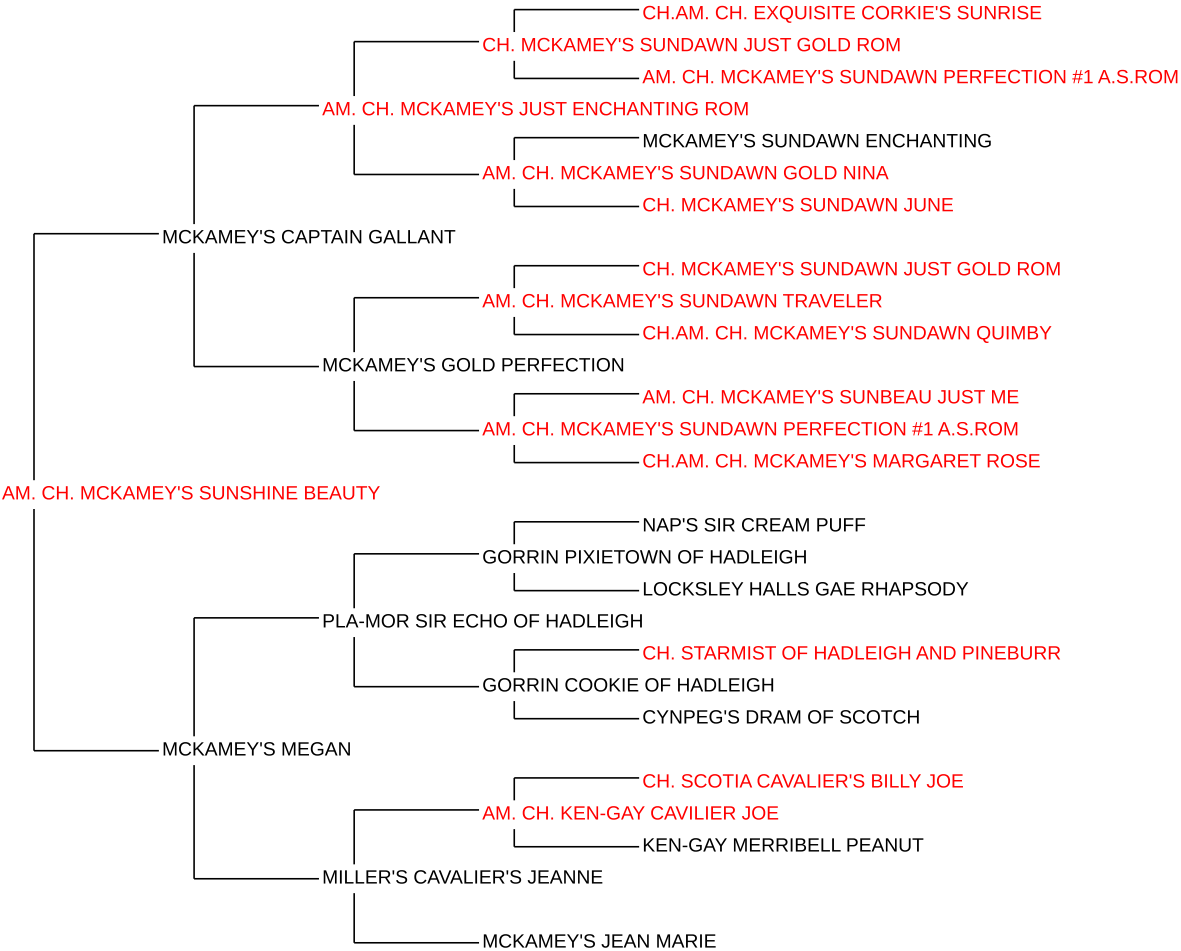 CH.AM. CH. EXQUISITE CORKIE'S SUNRISE
CH. MCKAMEY'S SUNDAWN JUST GOLD ROM
AM. CH. MCKAMEY'S SUNDAWN PERFECTION #1 A.S.ROM
AM. CH. MCKAMEY'S JUST ENCHANTING ROM
MCKAMEY'S SUNDAWN ENCHANTING
AM. CH. MCKAMEY'S SUNDAWN GOLD NINA
CH. MCKAMEY'S SUNDAWN JUNE
MCKAMEY'S CAPTAIN GALLANT
CH. MCKAMEY'S SUNDAWN JUST GOLD ROM
AM. CH. MCKAMEY'S SUNDAWN TRAVELER
CH.AM. CH. MCKAMEY'S SUNDAWN QUIMBY
MCKAMEY'S GOLD PERFECTION
AM. CH. MCKAMEY'S SUNBEAU JUST ME
AM. CH. MCKAMEY'S SUNDAWN PERFECTION #1 A.S.ROM
CH.AM. CH. MCKAMEY'S MARGARET ROSE
AM. CH. MCKAMEY'S SUNSHINE BEAUTY
NAP'S SIR CREAM PUFF
GORRIN PIXIETOWN OF HADLEIGH
LOCKSLEY HALLS GAE RHAPSODY
PLA-MOR SIR ECHO OF HADLEIGH
CH. STARMIST OF HADLEIGH AND PINEBURR
GORRIN COOKIE OF HADLEIGH
CYNPEG'S DRAM OF SCOTCH
MCKAMEY'S MEGAN
CH. SCOTIA CAVALIER'S BILLY JOE
AM. CH. KEN-GAY CAVILIER JOE
KEN-GAY MERRIBELL PEANUT
MILLER'S CAVALIER'S JEANNE
MCKAMEY'S JEAN MARIE